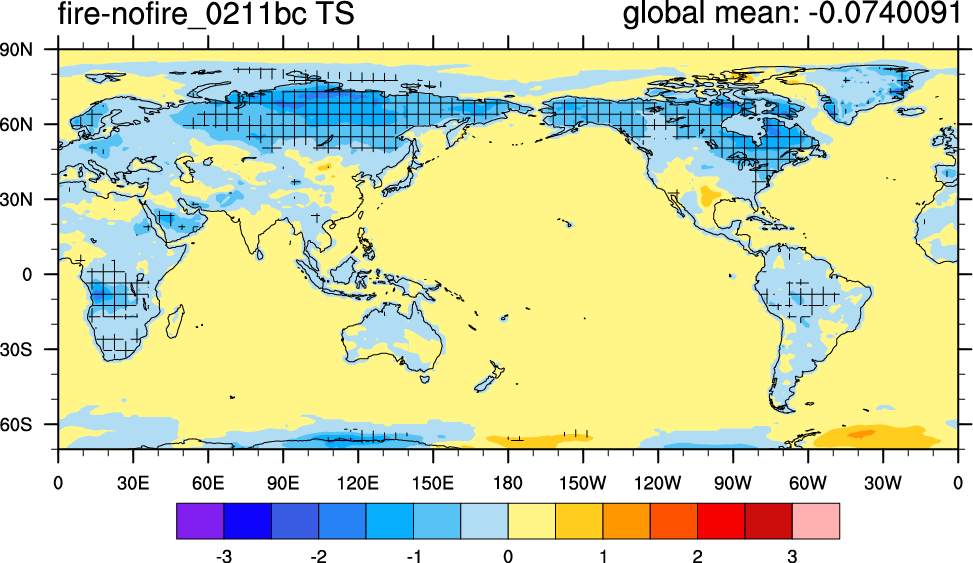 fire-nofire_0211bc TS global mean: -0.0740091
90N
60N
30N
0
30S
60S
0 30E 60E 90E 120E 150E 180 150W 120W 90W 60W 30W 0
-3 -2 -1 0 1 2 3